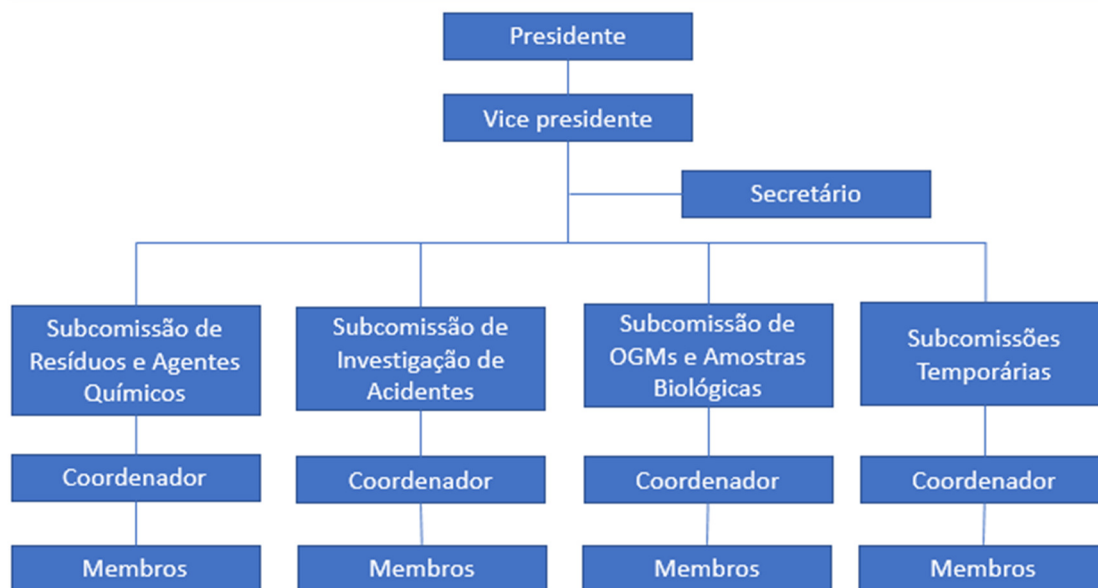 Presidente
Vice presidente
Secretário
Subcomissão de
Resíduos e Agentes
Químicos
Subcomissão de
Investigação de
Acidentes
Subcomissão de
OGMs e Amostras
Biológicas
Subcomissões
Temporárias
Coordenador
Coordenador
Coordenador
Coordenador
Membros
Membros
Membros
Membros